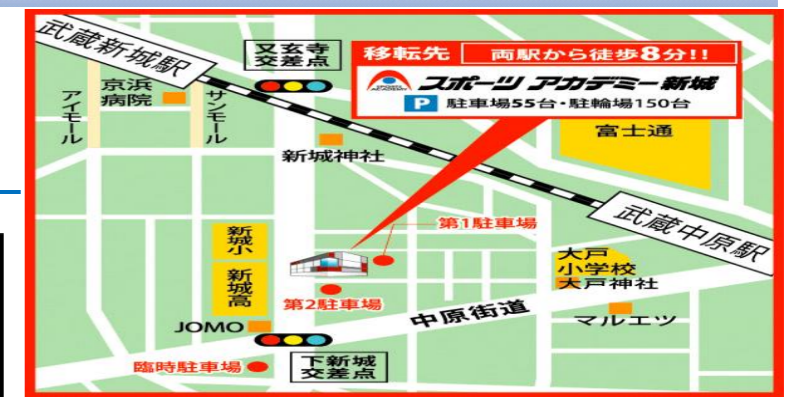 武蔵新城駅
又玄寺
交差点
移転先 両駅から徒歩8分!!
スポーツ アカデミー 新城
P 駐車場55台・駐輪場150台
京浜
病院
アイモール
サンモール
新城神社
富士通
武蔵中原駅
第1駐車場
新城小
新城高
第2駐車場
大戸
小学校
大戸神社
中原街道
マルエツ
JOMO
臨時駐車場
下新城
交差点